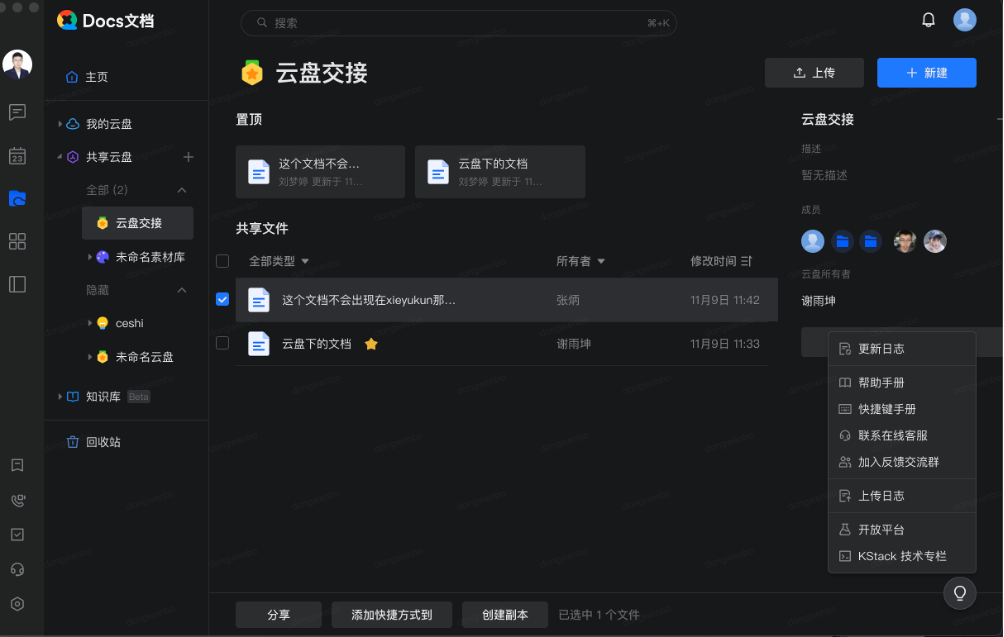 Docs文档
搜索
⌘+K
23
主页
我的云盘
共享云盘
全部 (2)
云盘交接
未命名素材库
隐藏
ceshi
未命名云盘
知识库 Beta
回收站
云盘交接
上传
新建
置顶
这个文档不会...
刘梦婷 更新于 11...
云盘下的文档
刘梦婷 更新于 11...
共享文件
全部类型
所有者
修改时间
这个文档不会出现在xieyukun那...
张炳
11月9日 11:42
云盘下的文档
谢雨坤
11月9日 11:33
云盘交接
描述
暂无描述
成员
云盘所有者
谢雨坤
更新日志
帮助手册
快捷键手册
联系在线客服
加入反馈交流群
上传日志
开放平台
KStack 技术专栏
分享
添加快捷方式到
创建副本
已选中 1 个文件